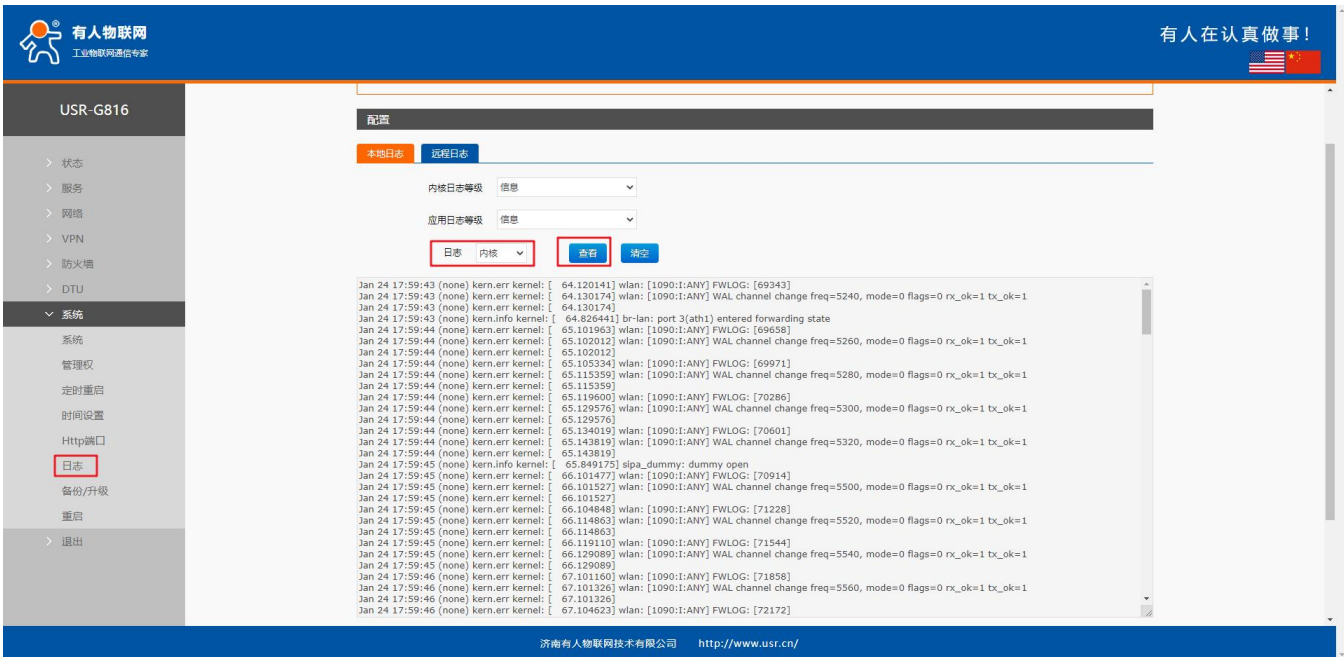 有人物联网
工业物联网通信专家
有人在认真做事!
USR-G816
状态
服务
网络
VPN
防火墙
DTU
系统
系统
管理权
定时重启
时间设置
Http端口
日志
备份/升级
重启
退出
配置
本地日志 远程日志
内核日志等级 信息
应用日志等级 信息
日志 内核 查看 清空
Jan 24 17:59:43 (none) kern.err kernel: [ 64.120141] wlan: [1090:I:ANY] FWLOG: [69343]
Jan 24 17:59:43 (none) kern.err kernel: [ 64.130174] wlan: [1090:I:ANY] WAL channel change freq=5240, mode=0 flags=0 rx_ok=1 tx_ok=1
Jan 24 17:59:43 (none) kern.err kernel: [ 64.130174]
Jan 24 17:59:43 (none) kern.info kernel: [ 64.826441] br-lan: port 3(ath1) entered forwarding state
Jan 24 17:59:44 (none) kern.err kernel: [ 65.101963] wlan: [1090:I:ANY] FWLOG: [69658]
Jan 24 17:59:44 (none) kern.err kernel: [ 65.102012] wlan: [1090:I:ANY] WAL channel change freq=5260, mode=0 flags=0 rx_ok=1 tx_ok=1
Jan 24 17:59:44 (none) kern.err kernel: [ 65.102012]
Jan 24 17:59:44 (none) kern.err kernel: [ 65.105334] wlan: [1090:I:ANY] FWLOG: [69971]
Jan 24 17:59:44 (none) kern.err kernel: [ 65.115359] wlan: [1090:I:ANY] WAL channel change freq=5280, mode=0 flags=0 rx_ok=1 tx_ok=1
Jan 24 17:59:44 (none) kern.err kernel: [ 65.115359]
Jan 24 17:59:44 (none) kern.err kernel: [ 65.119600] wlan: [1090:I:ANY] FWLOG: [70286]
Jan 24 17:59:44 (none) kern.err kernel: [ 65.129576] wlan: [1090:I:ANY] WAL channel change freq=5300, mode=0 flags=0 rx_ok=1 tx_ok=1
Jan 24 17:59:44 (none) kern.err kernel: [ 65.129576]
Jan 24 17:59:44 (none) kern.err kernel: [ 65.134019] wlan: [1090:I:ANY] FWLOG: [70601]
Jan 24 17:59:44 (none) kern.err kernel: [ 65.143819] wlan: [1090:I:ANY] WAL channel change freq=5320, mode=0 flags=0 rx_ok=1 tx_ok=1
Jan 24 17:59:44 (none) kern.err kernel: [ 65.143819]
Jan 24 17:59:45 (none) kern.info kernel: [ 65.849175] sipa_dummy: dummy open
Jan 24 17:59:45 (none) kern.err kernel: [ 66.101477] wlan: [1090:I:ANY] FWLOG: [70914]
Jan 24 17:59:45 (none) kern.err kernel: [ 66.101527] wlan: [1090:I:ANY] WAL channel change freq=5500, mode=0 flags=0 rx_ok=1 tx_ok=1
Jan 24 17:59:45 (none) kern.err kernel: [ 66.101527]
Jan 24 17:59:45 (none) kern.err kernel: [ 66.104848] wlan: [1090:I:ANY] FWLOG: [71228]
Jan 24 17:59:45 (none) kern.err kernel: [ 66.114863] wlan: [1090:I:ANY] WAL channel change freq=5520, mode=0 flags=0 rx_ok=1 tx_ok=1
Jan 24 17:59:45 (none) kern.err kernel: [ 66.114863]
Jan 24 17:59:45 (none) kern.err kernel: [ 66.119110] wlan: [1090:I:ANY] FWLOG: [71544]
Jan 24 17:59:45 (none) kern.err kernel: [ 66.129089] wlan: [1090:I:ANY] WAL channel change freq=5540, mode=0 flags=0 rx_ok=1 tx_ok=1
Jan 24 17:59:45 (none) kern.err kernel: [ 66.129089]
Jan 24 17:59:46 (none) kern.err kernel: [ 67.101160] wlan: [1090:I:ANY] FWLOG: [71858]
Jan 24 17:59:46 (none) kern.err kernel: [ 67.101326] wlan: [1090:I:ANY] WAL channel change freq=5560, mode=0 flags=0 rx_ok=1 tx_ok=1
Jan 24 17:59:46 (none) kern.err kernel: [ 67.101326]
Jan 24 17:59:46 (none) kern.err kernel: [ 67.104623] wlan: [1090:I:ANY] FWLOG: [72172]
济南有人物联网技术有限公司 http://www.usr.cn/